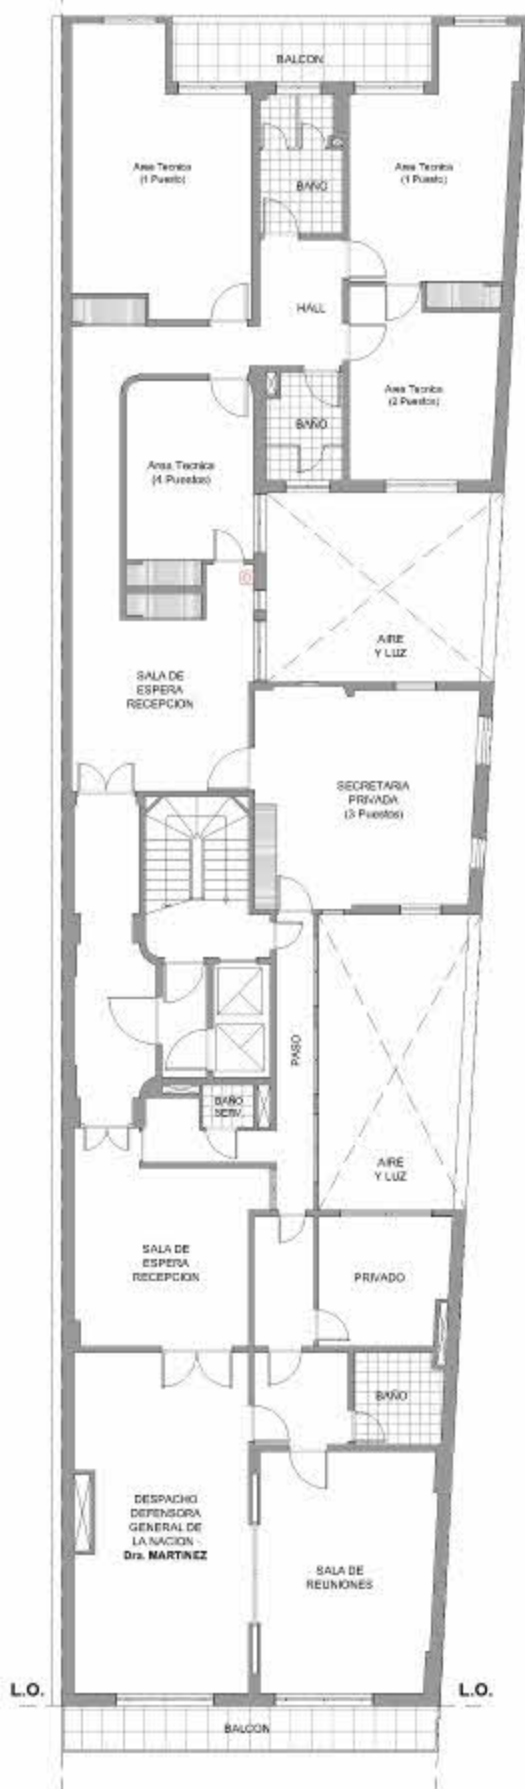 BALCON
Area Tecnica
(1 Puesto)
BAÑO
Area Tecnica
(1 Puesto)
HALL
Area Tecnica
(2 Puestos)
BAÑO
Area Tecnica
(4 Puestos)
AIRE
Y LUZ
SALA DE
ESPERA
RECEPCION
SECRETARIA
PRIVADA
(3 Puestos)
PASO
BAÑO
SERV.
AIRE
Y LUZ
SALA DE
ESPERA
RECEPCION
PRIVADO
BAÑO
DESPACHO
DEFENSORA
GENERAL DE
LA NACION -
Dra. MARTINEZ
SALA DE
REUNIONES
L.O.
L.O.
BALCON